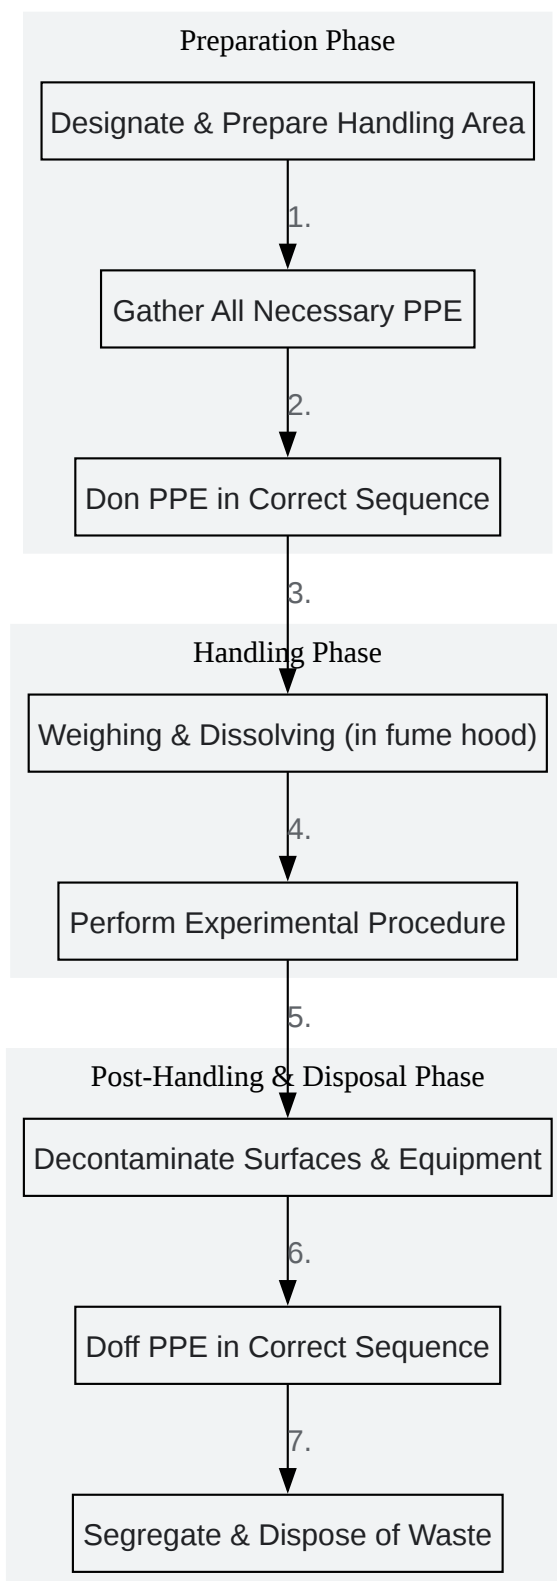 Preparation Phase
Designate & Prepare Handling Area
1.
Gather All Necessary PPE
2.
Don PPE in Correct Sequence
3.
Handling Phase
Weighing & Dissolving (in fume hood)
4.
Perform Experimental Procedure
5.
Post-Handling & Disposal Phase
Decontaminate Surfaces & Equipment
6.
Doff PPE in Correct Sequence
7.
Segregate & Dispose of Waste